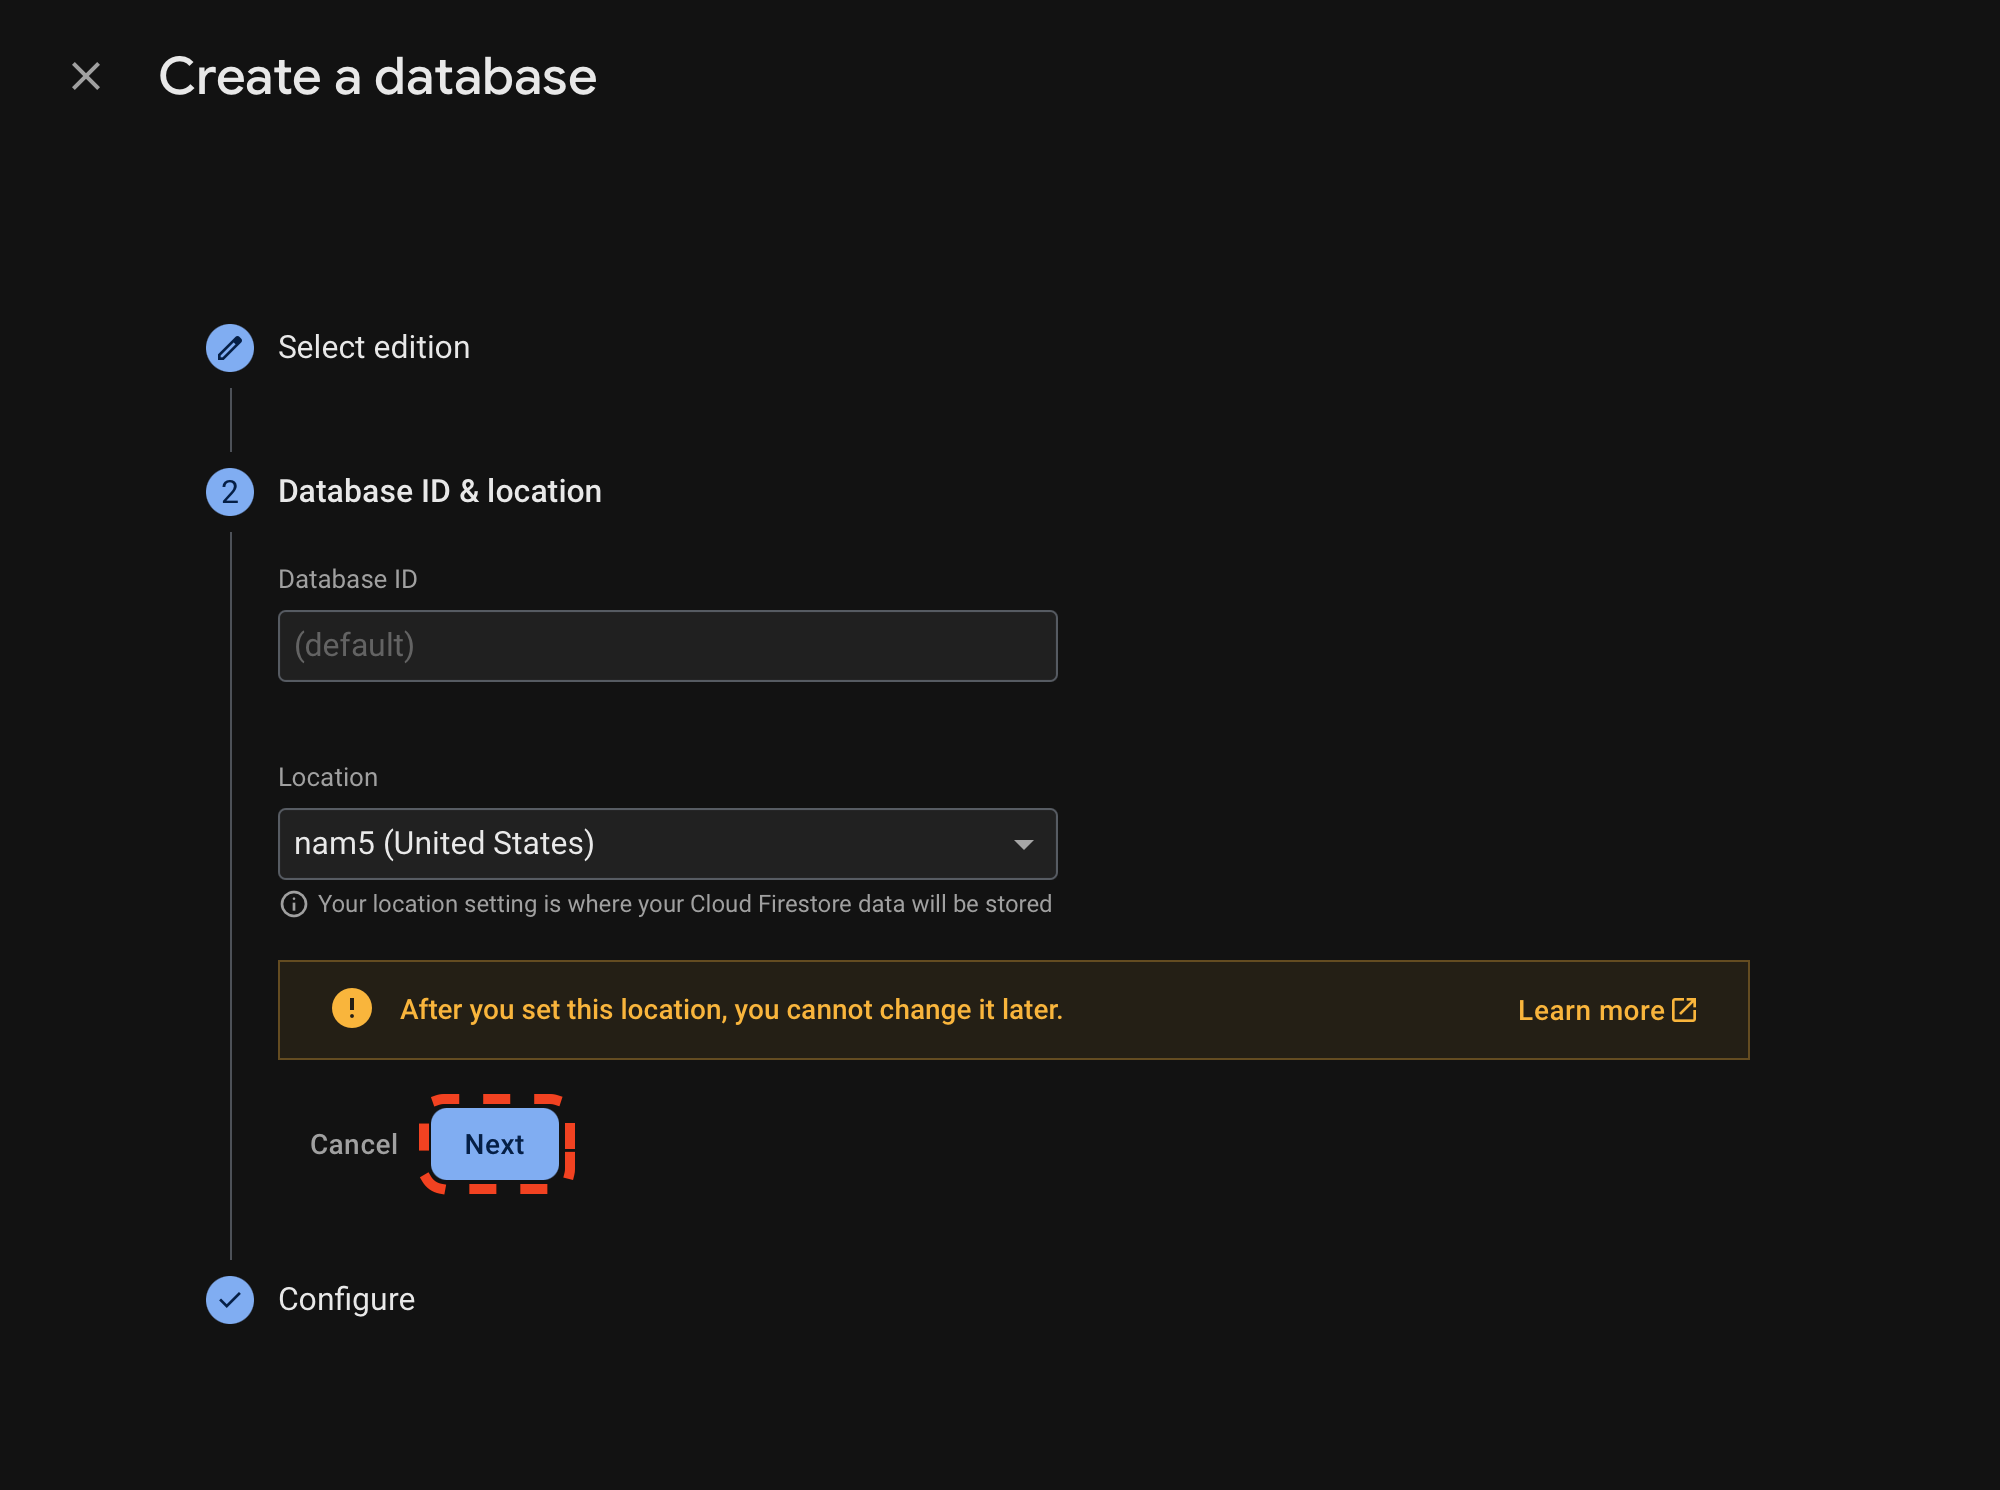 Create a database
Select edition
2
Database ID & location
Database ID
(default)
Location
nam5 (United States)
Your location setting is where your Cloud Firestore data will be stored
After you set this location, you cannot change it later.
Learn more
Cancel
Next
Configure